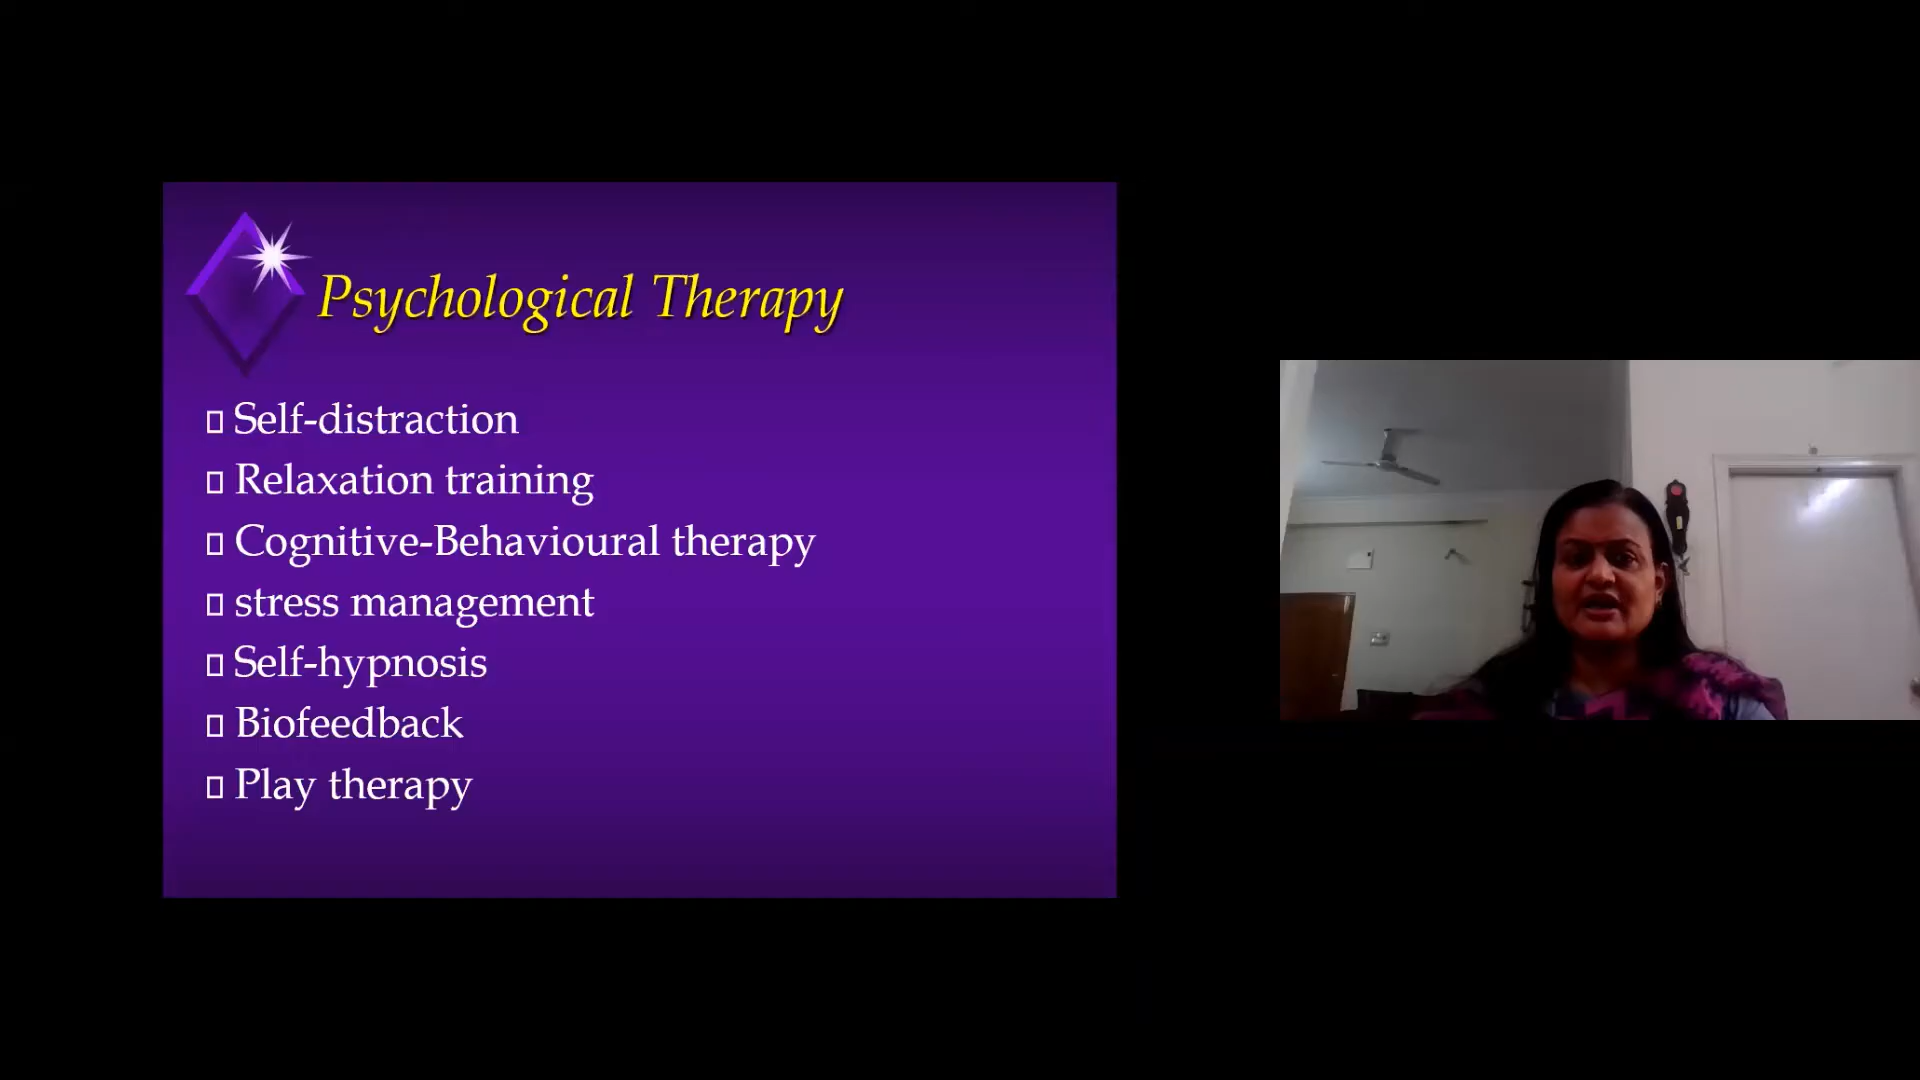 Psychological Therapy
Self-distraction
Relaxation training
Cognitive-Behavioural therapy
stress management
Self-hypnosis
Biofeedback
Play therapy